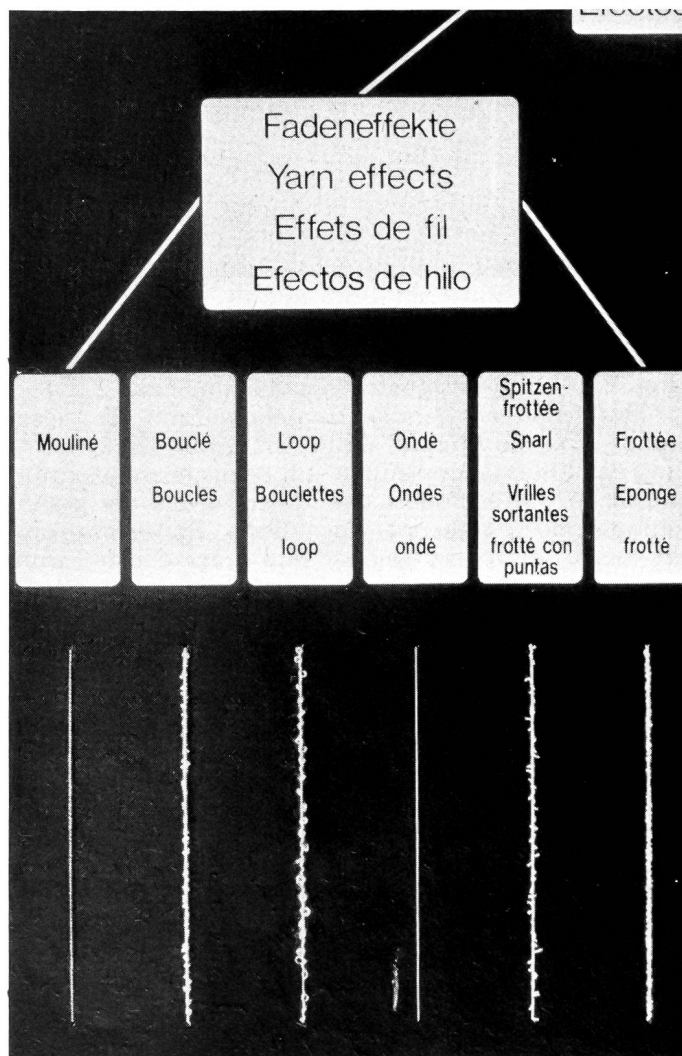 Efectos
Fadeneffekte
Yarn effects
Effets de fil
Efectos de hilo
Mouliné
Bouclé
Boucles
Loop
Bouclettes
loop
Ondé
Ondes
ondé
Spitzen-
frottée
Snarl
Vrilles
sortantes
frotté con
puntas
Frottée
Eponge
frotté